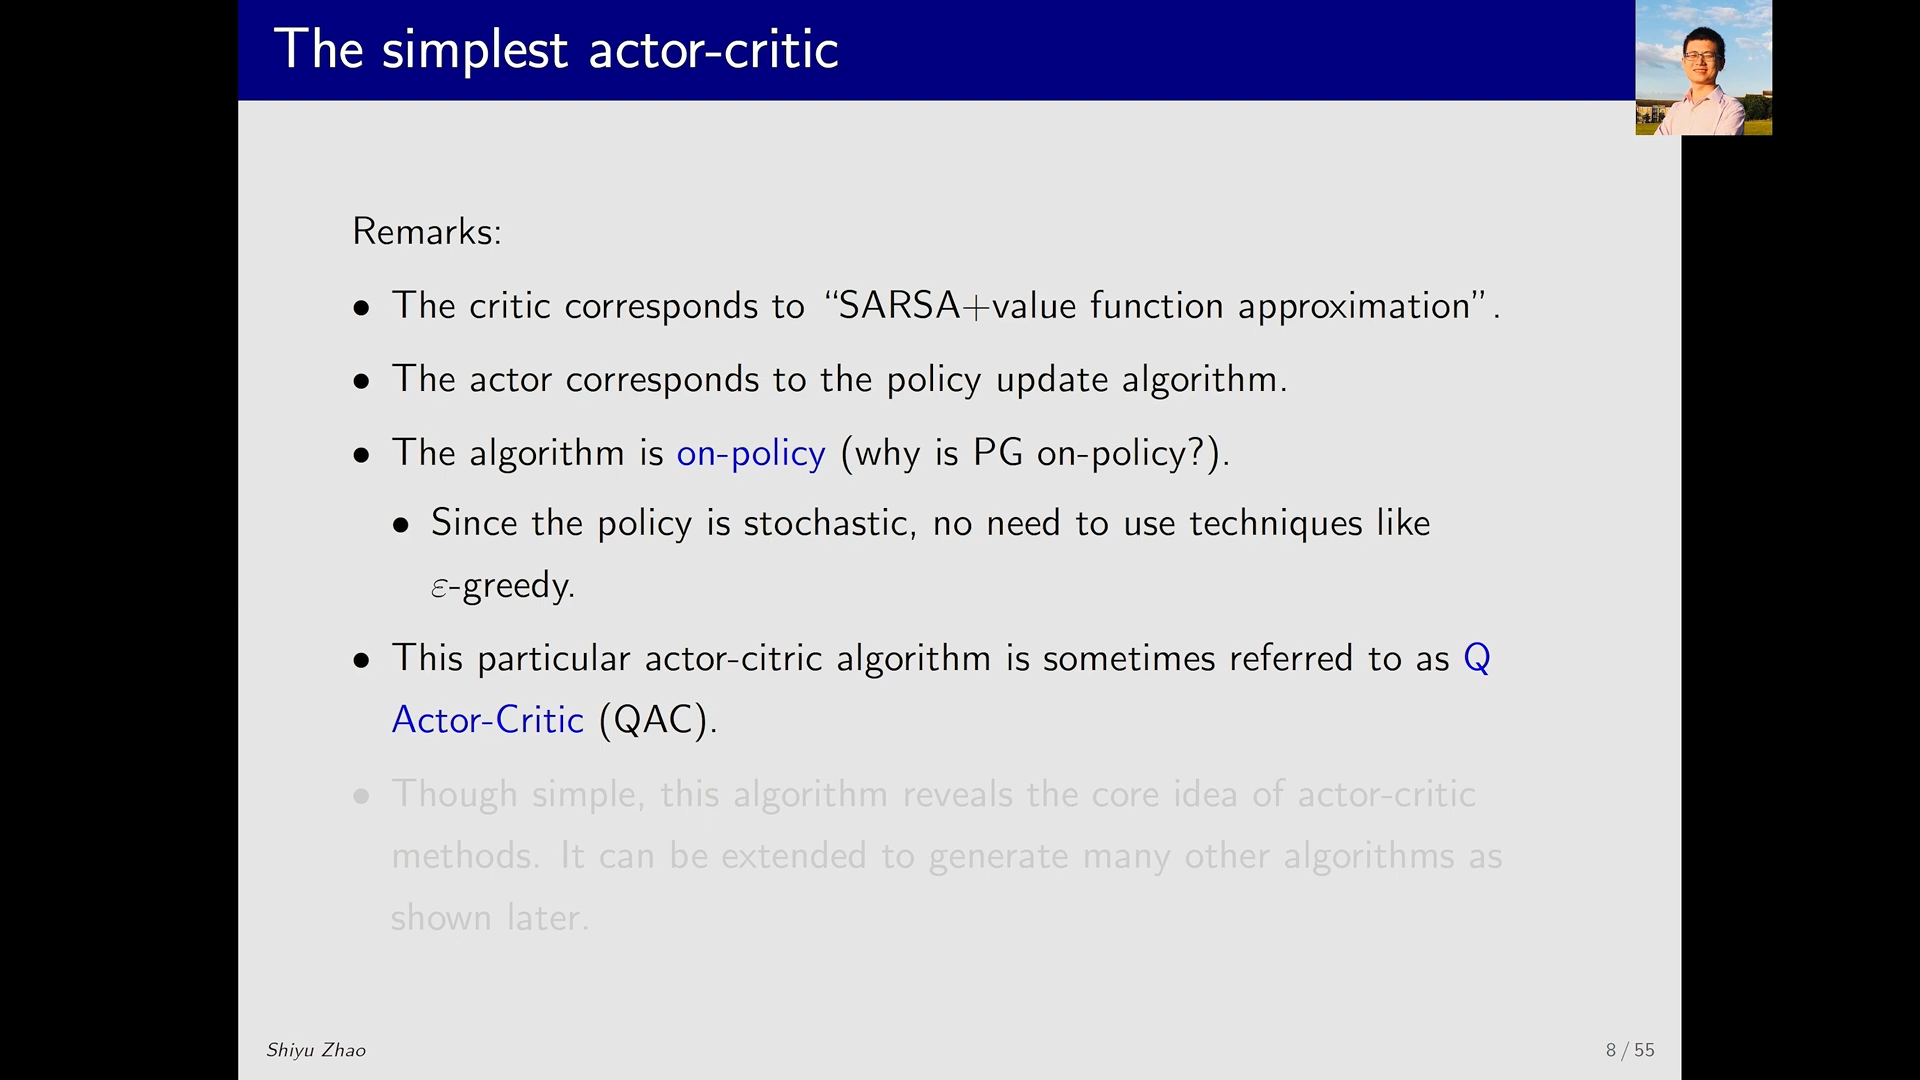 The simplest actor-critic
Remarks:
• The critic corresponds to “SARSA+value function approximation”.
• The actor corresponds to the policy update algorithm.
• The algorithm is on-policy (why is PG on-policy?).
• Since the policy is stochastic, no need to use techniques like
ε-greedy.
• This particular actor-citric algorithm is sometimes referred to as Q
Actor-Critic (QAC).
• Though simple, this algorithm reveals the core idea of actor-critic
methods. It can be extended to generate many other algorithms as
shown later.
Shiyu Zhao
8 / 55